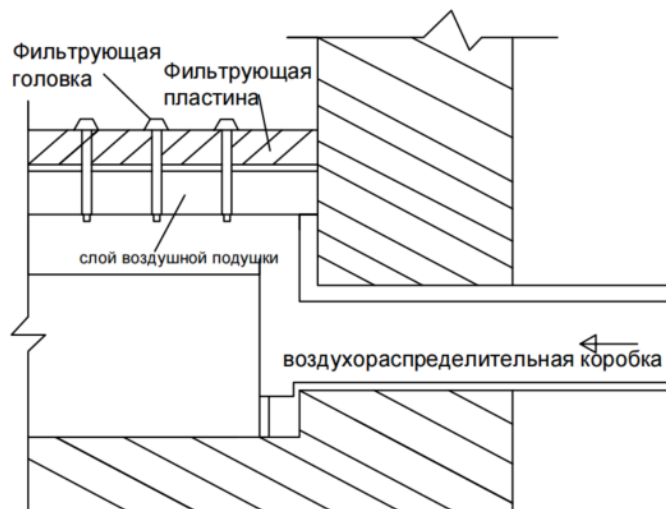 Фильтрующая
головка
Фильтрующая
пластина
слой воздушной подушки
воздухораспределительная коробка